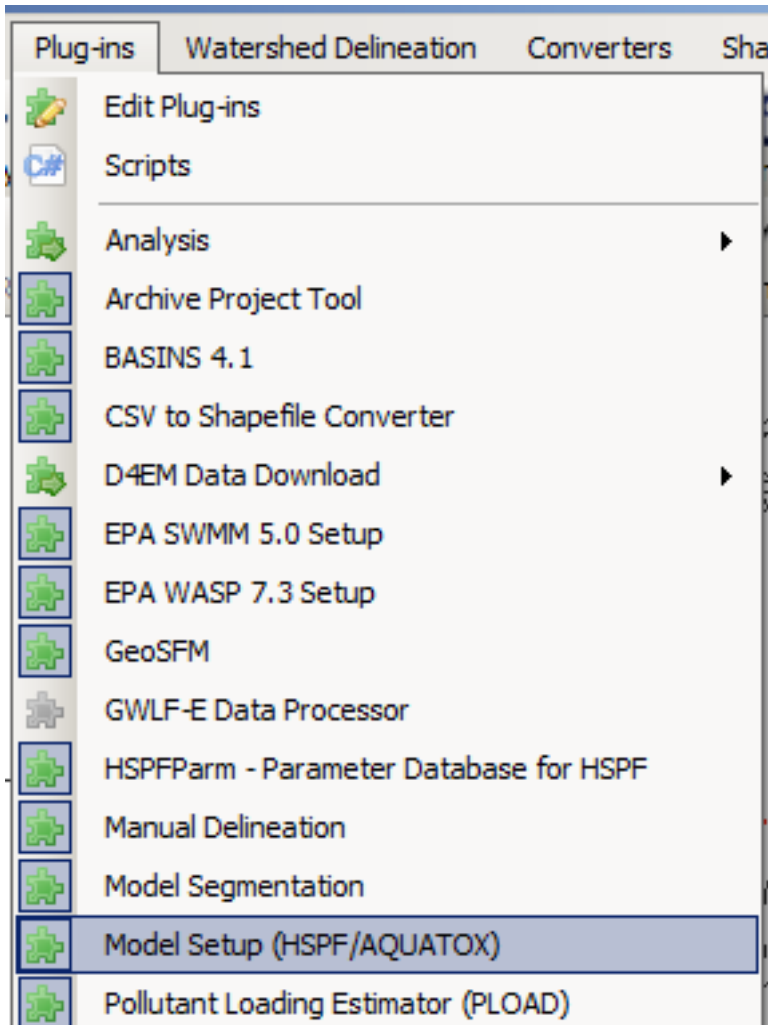 Plug-ins Watershed Delineation Converters Sha
Edit Plug-ins
C# Scripts
Analysis
Archive Project Tool
BASINS 4.1
CSV to Shapefile Converter
D4EM Data Download
EPA SWMM 5.0 Setup
EPA WASP 7.3 Setup
GeoSFM
GWLF-E Data Processor
HSPFParm - Parameter Database for HSPF
Manual Delineation
Model Segmentation
Model Setup (HSPF/AQUATOX)
Pollutant Loading Estimator (PLOAD)